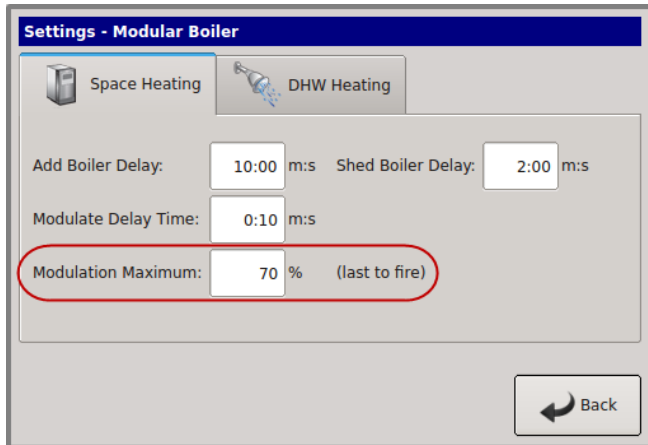 Settings - Modular Boiler
Space Heating DHW Heating
Add Boiler Delay: 10:00 m:s Shed Boiler Delay: 2:00 m:s
Modulate Delay Time: 0:10 m:s
Modulation Maximum: 70 % (last to fire)
Back